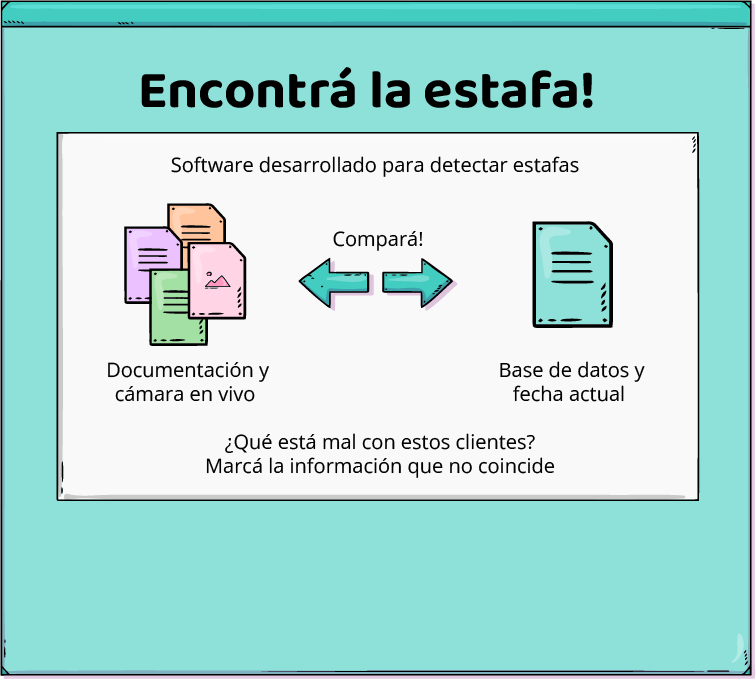 Encontrá la estafa!
Software desarrollado para detectar estafas
Compará!
Documentación y
cámara en vivo
Base de datos y
fecha actual
¿Qué está mal con estos clientes?
Marcá la información que no coincide